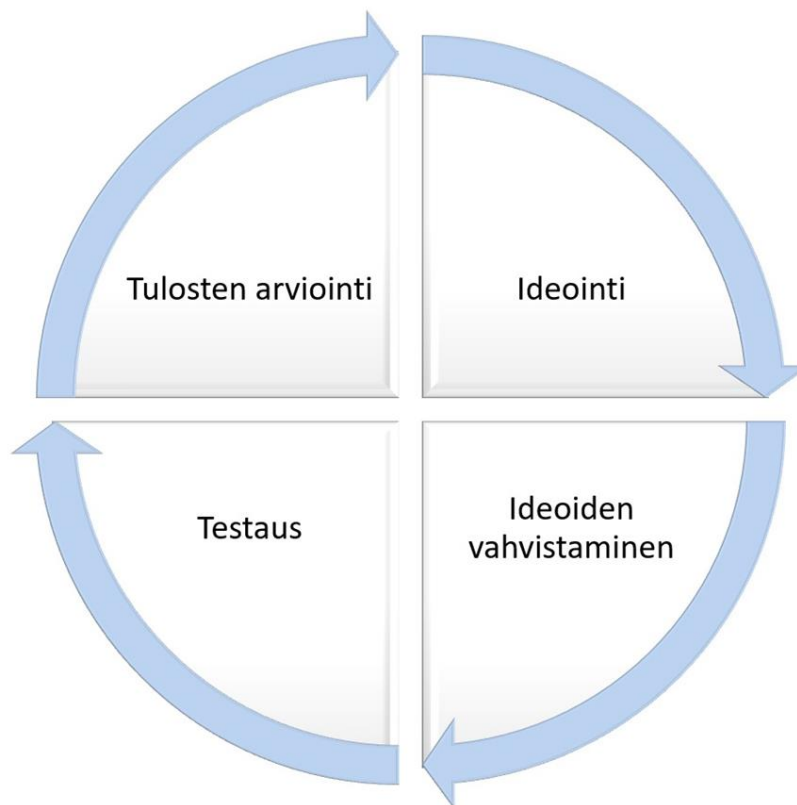 Tulosten arviointi
Ideointi
Testaus
Ideoiden
vahvistaminen